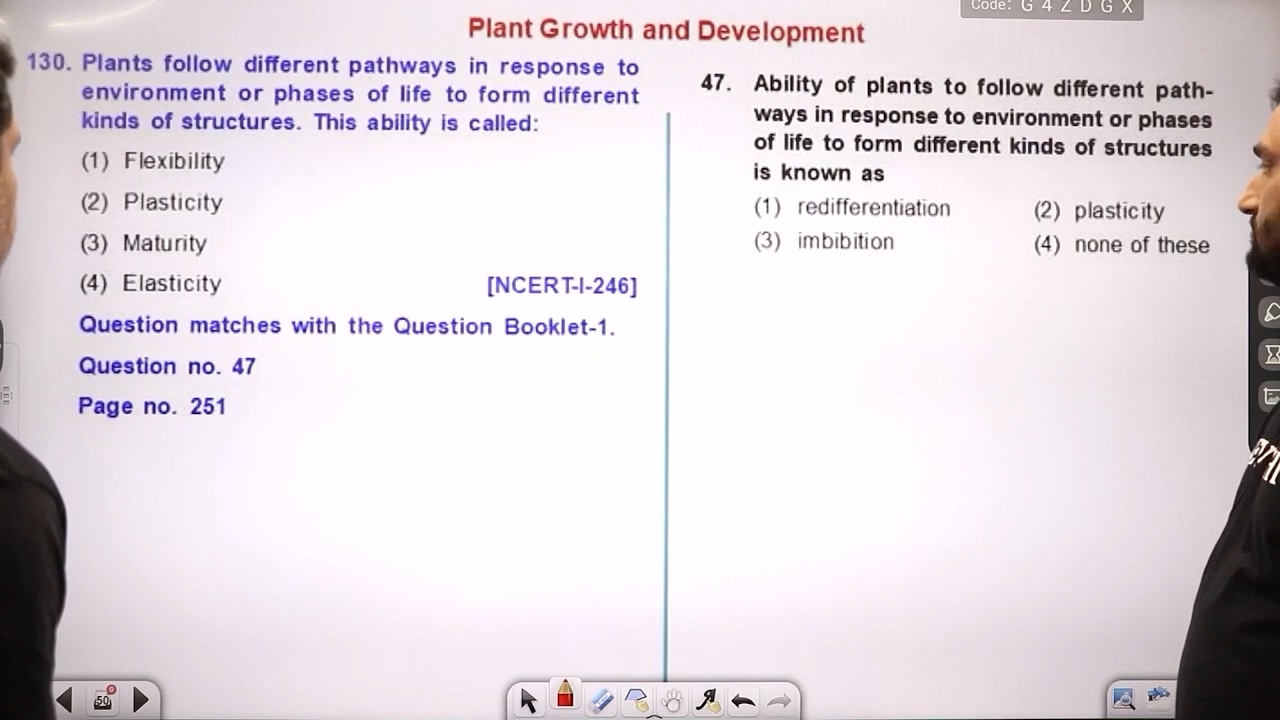 Code: G 4 Z D G X
Plant Growth and Development
130. Plants follow different pathways in response to
environment or phases of life to form different
kinds of structures. This ability is called:
(1) Flexibility
(2) Plasticity
(3) Maturity
(4) Elasticity [NCERT-I-246]
Question matches with the Question Booklet-1.
Question no. 47
Page no. 251
47. Ability of plants to follow different path-
ways in response to environment or phases
of life to form different kinds of structures
is known as
(1) redifferentiation (2) plasticity
(3) imbibition (4) none of these
50